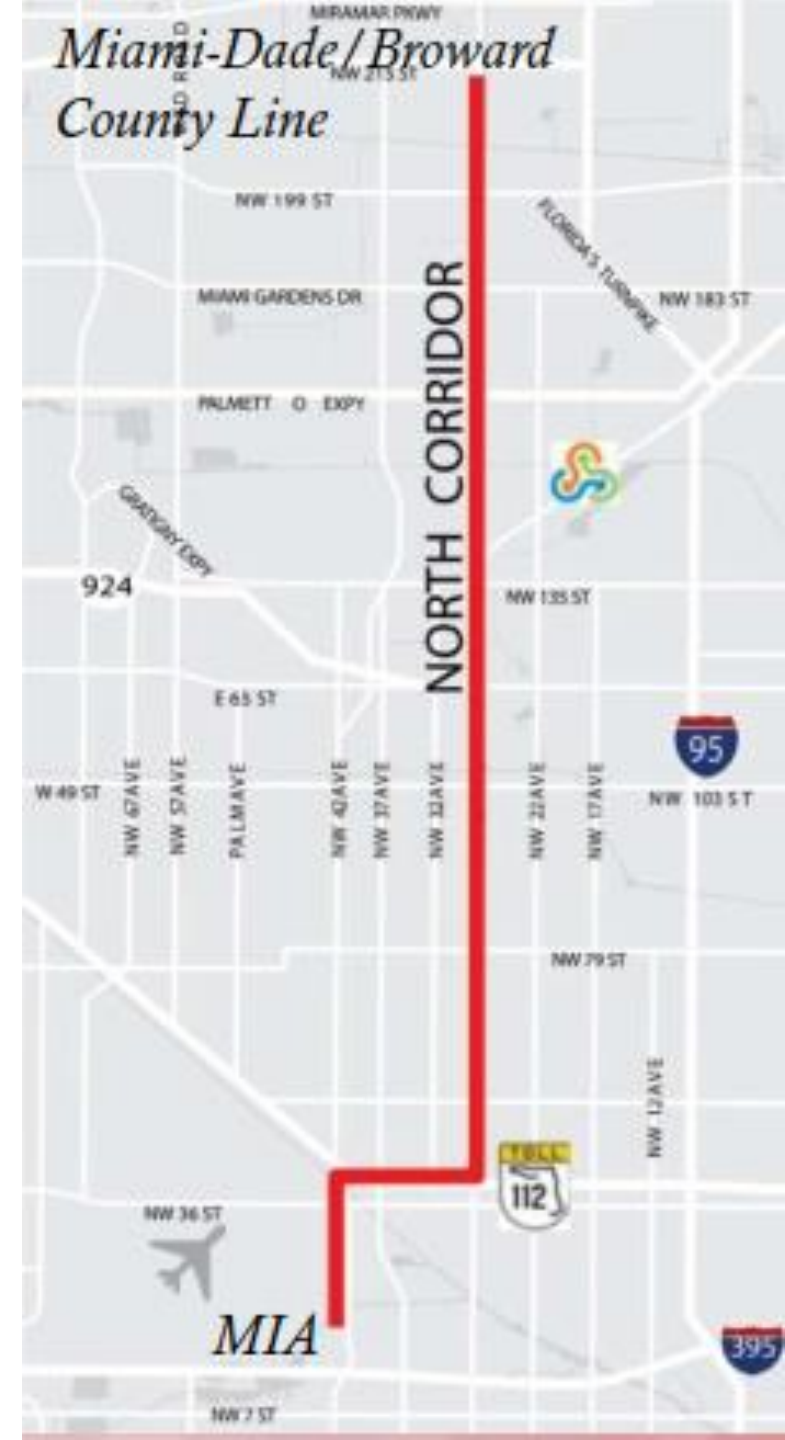 MIRAMAR PKWY
Miami-Dade/Broward
NW 215 ST
County Line
NW 199 ST
FLORIDA'S TURNPIKE
MIAMI GARDENS DR
NW 183 ST
NORTH CORRIDOR
PALMETT O EXPY
GRATIGNY EXPY
924
NW 135 ST
E 65 ST
95
W 49 ST
NW 67 AVE
NW 57 AVE
PALM AVE
NW 42 AVE
NW 37 AVE
NW 32 AVE
NW 22 AVE
NW 17 AVE
NW 103 S T
NW 79 ST
NW 12 AVE
TOLL
112
NW 36 ST
MIA
395
NW 7 ST